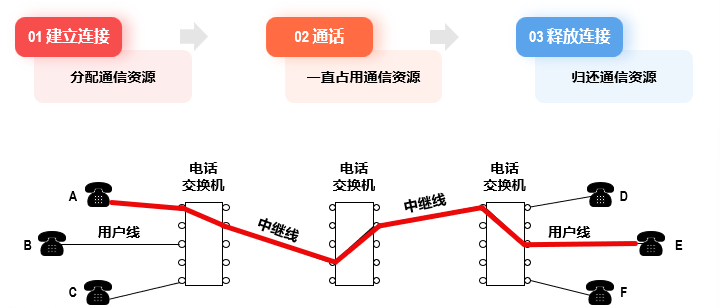 01 建立连接
02 通话
03 释放连接
分配通信资源
一直占用通信资源
归还通信资源
电话
交换机
电话
交换机
电话
交换机
A
D
中继线
中继线
B
用户线
用户线
E
C
F